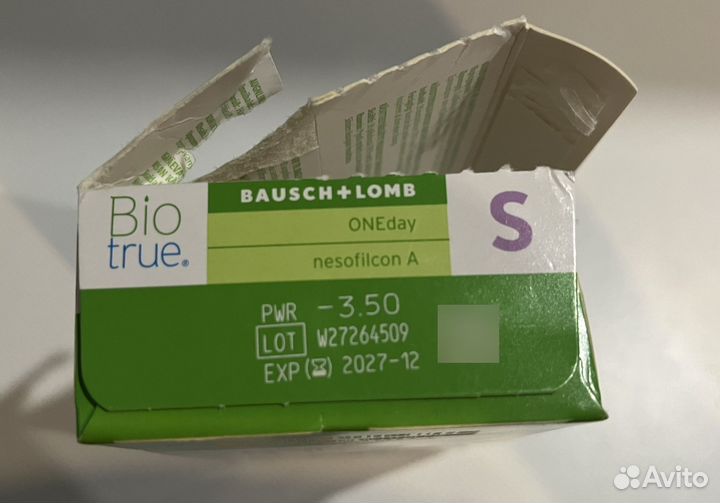 Bio
true®
BAUSCH+LOMB
ONEday
nesofilcon A
S
PWR -3.50
LOT W27264509
EXP 2027-12
Avito